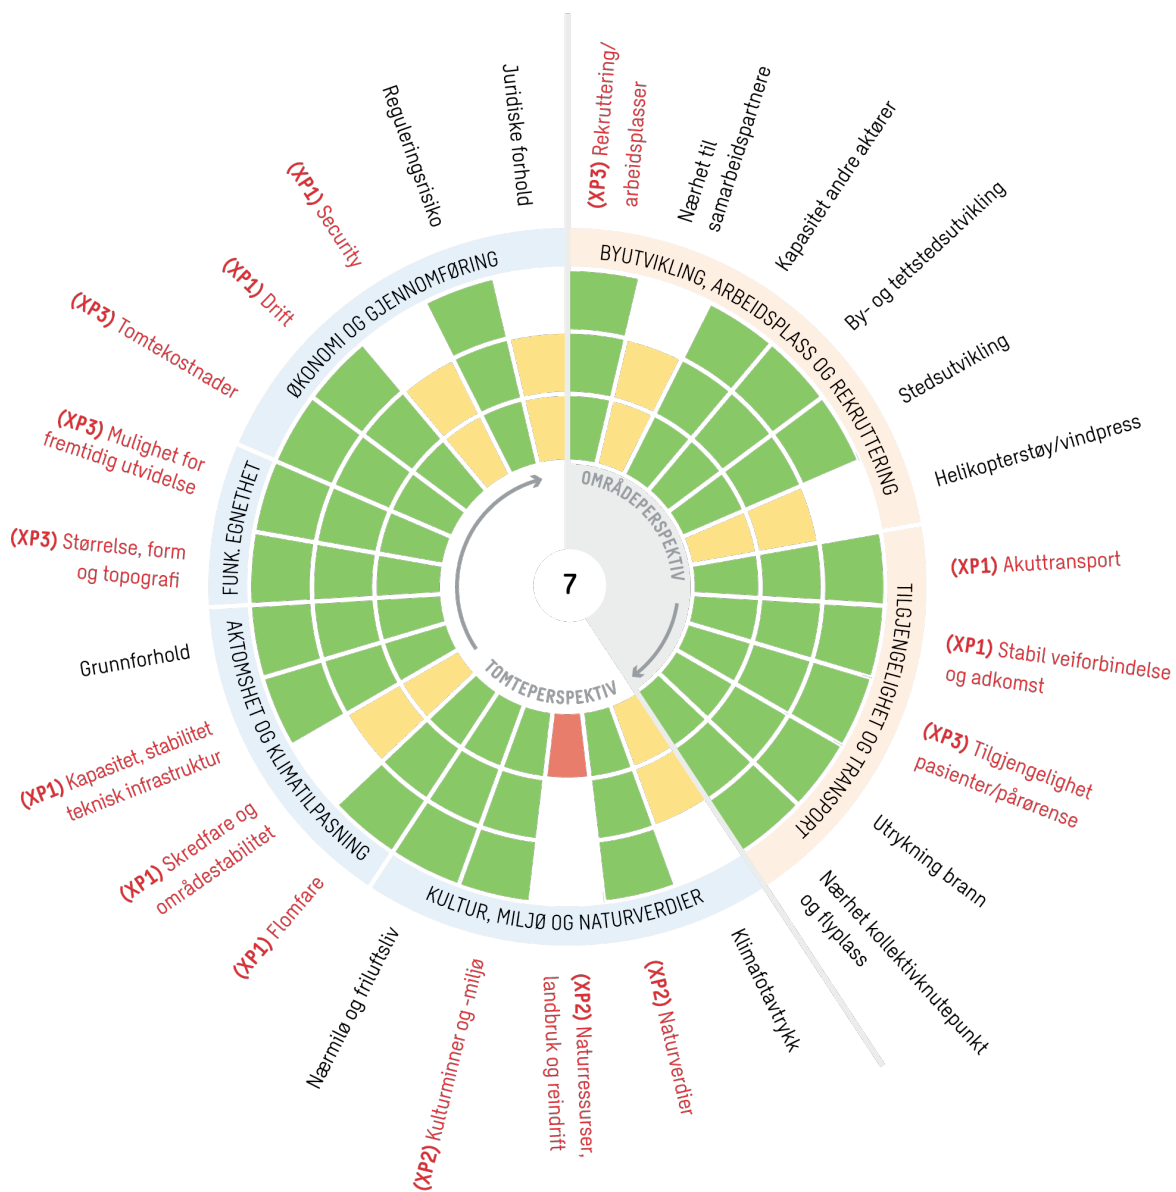 (XP3) Rekruttering/
arbeidsplasser
Nærhet til
samarbeidspartnere
Kapasitet andre aktører
By- og tettstedsutvikling
Stedsutvikling
Helikopterstøy/vindpress
(XP1) Akuttransport
(XP1) Stabil veiforbindelse
og adkomst
(XP3) Tilgjengelighet
pasienter/pårørense
Utrykning brann
Nærhet kollektivknutepunkt
og flyplass
Klimafotavtrykk
(XP2) Naturverdier
(XP2) Naturressurser,
landbruk og reindrift
(XP2) Kulturminner og -miljø
Nærmilø og friluftsliv
(XP1) Flomfare
(XP1) Skredfare og
områdestabilitet
(XP1) Kapasitet, stabilitet
teknisk infrastruktur
Grunnforhold
(XP3) Størrelse, form
og topografi
(XP3) Mulighet for
fremtidig utvidelse
(XP3) Tomtekostnader
(XP1) Drift
(XP1) Security
Reguleringsrisiko
Juridiske forhold
BYUTVIKLING, ARBEIDSPLASS OG REKRUTTERING
TILGJENGELIGHET OG TRANSPORT
KULTUR, MILJØ OG NATURVERDIER
AKTOMSHET OG KLIMATILPASNING
FUNK. EGNETHET
ØKONOMI OG GJENNOMFØRING
OMRÅDEPERSPEKTIV
7
TOMTEPERSPEKTIV